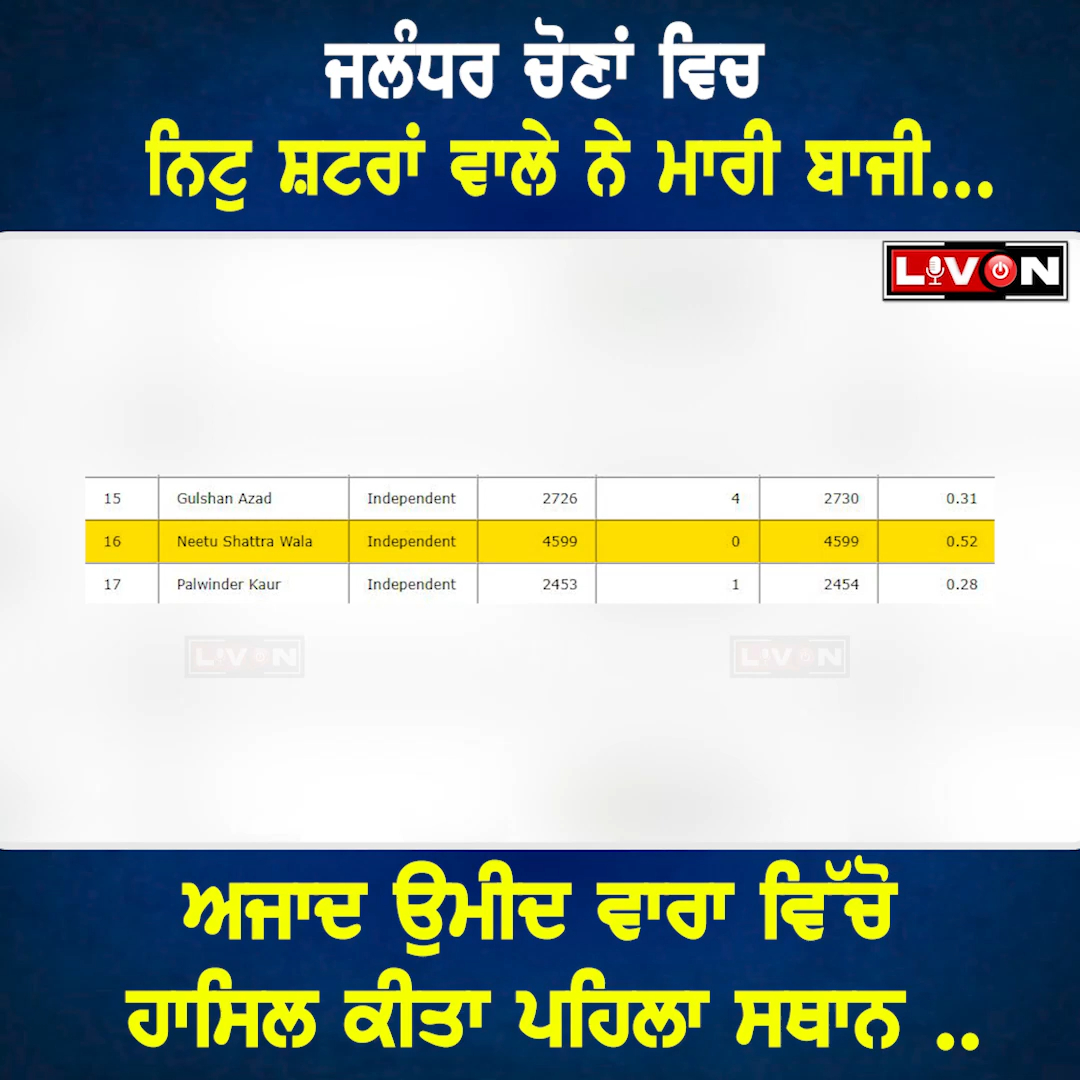 ਜਲੰਧਰ ਚੋਣਾਂ ਵਿਚ
ਨਿਟੁ ਸ਼ਟਰਾਂ ਵਾਲੇ ਨੇ ਮਾਰੀ ਬਾਜੀ...
LIVON
15 Gulshan Azad Independent 2726 4 2730 0.31
16 Neetu Shattra Wala Independent 4599 0 4599 0.52
17 Palwinder Kaur Independent 2453 1 2454 0.28
LIVON LIVON
ਅਜਾਦ ਉਮੀਦ ਵਾਰਾ ਵਿੱਚੋ
ਹਾਸਿਲ ਕੀਤਾ ਪਹਿਲਾ ਸਥਾਨ ..